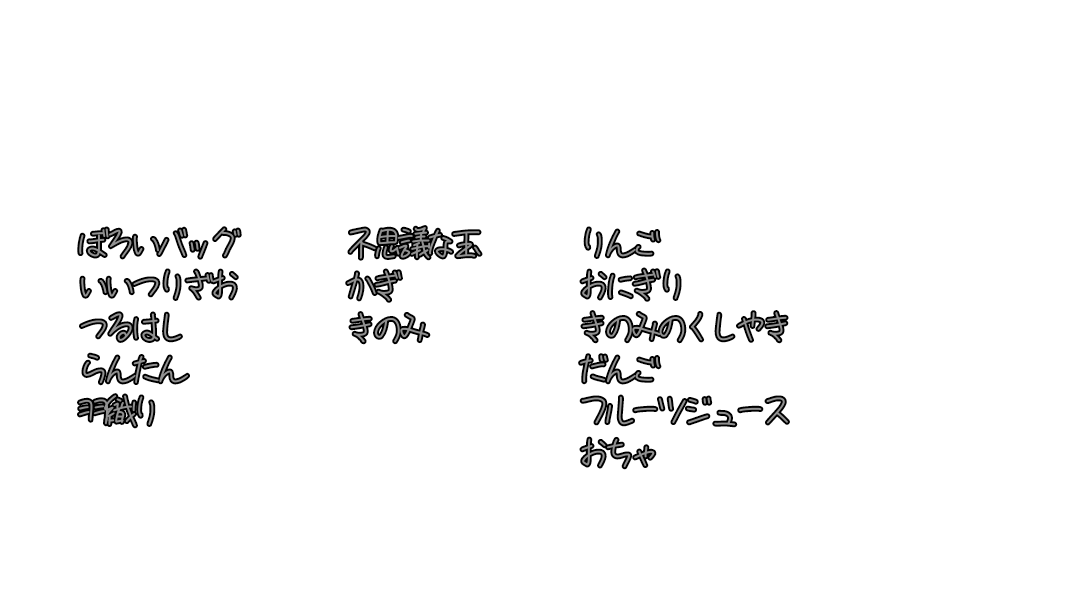 ぼろいバッグ
いいつりざお
つるはし
らんたん
羽織り
不思議な玉
かぎ
きのみ
りんご
おにぎり
きのみのくしやき
だんご
フルーツジュース
おちゃ